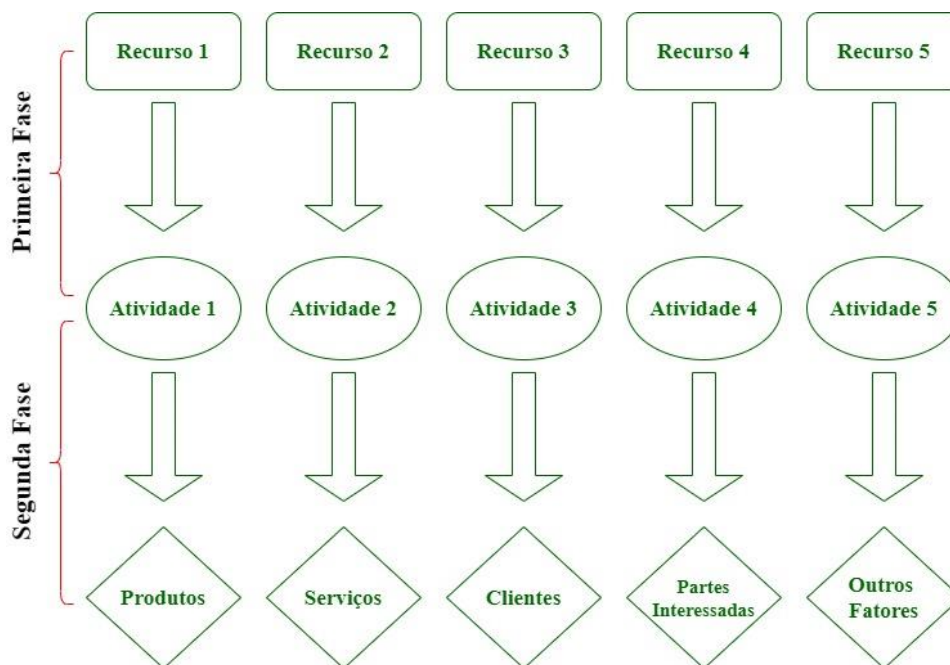 Recurso 1
Recurso 2
Recurso 3
Recurso 4
Recurso 5
Primeira Fase
Atividade 1
Atividade 2
Atividade 3
Atividade 4
Atividade 5
Segunda Fase
Produtos
Serviços
Clientes
Partes
Interessadas
Outros
Fatores